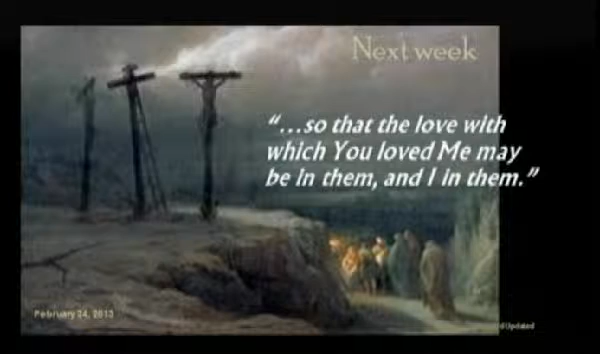 Next week
“…so that the love with
which You loved Me may
be in them, and I in them.”
February 24, 2013
Updated